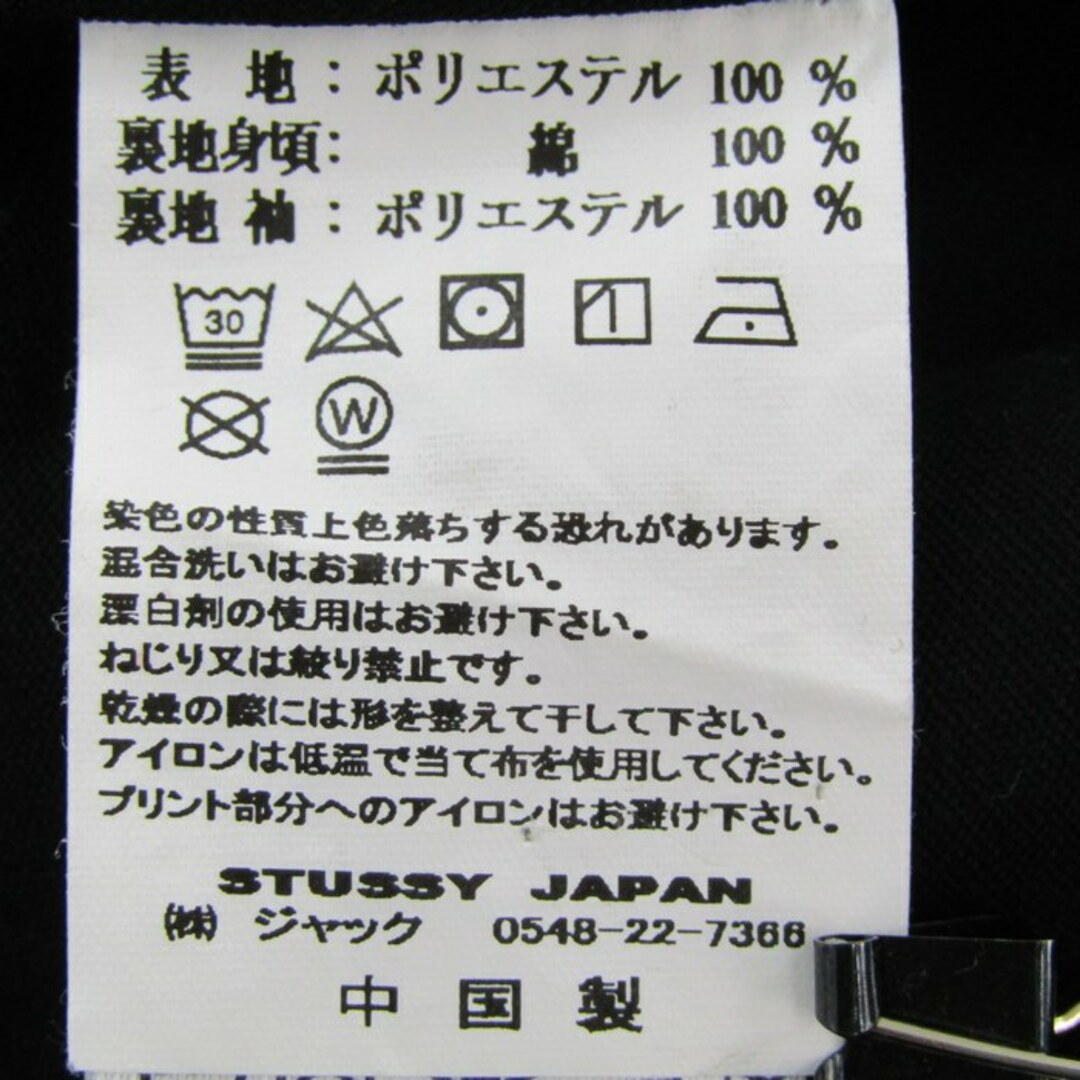 表 地 : ポリエステル 100 %
裏地身頃: 綿 100 %
裏地 袖 : ポリエステル 100 %
30
W
染色の性質上色落ちする恐れがあります。
混合洗いはお避け下さい。
漂白剤の使用はお避け下さい。
ねじり又は絞り禁止です。
乾燥の際には形を整えて干して下さい。
アイロンは低温で当て布を使用してください。
プリント部分へのアイロンはお避け下さい。
STUSSY JAPAN
㈱ ジャック 0548-22-7366
中 国 製